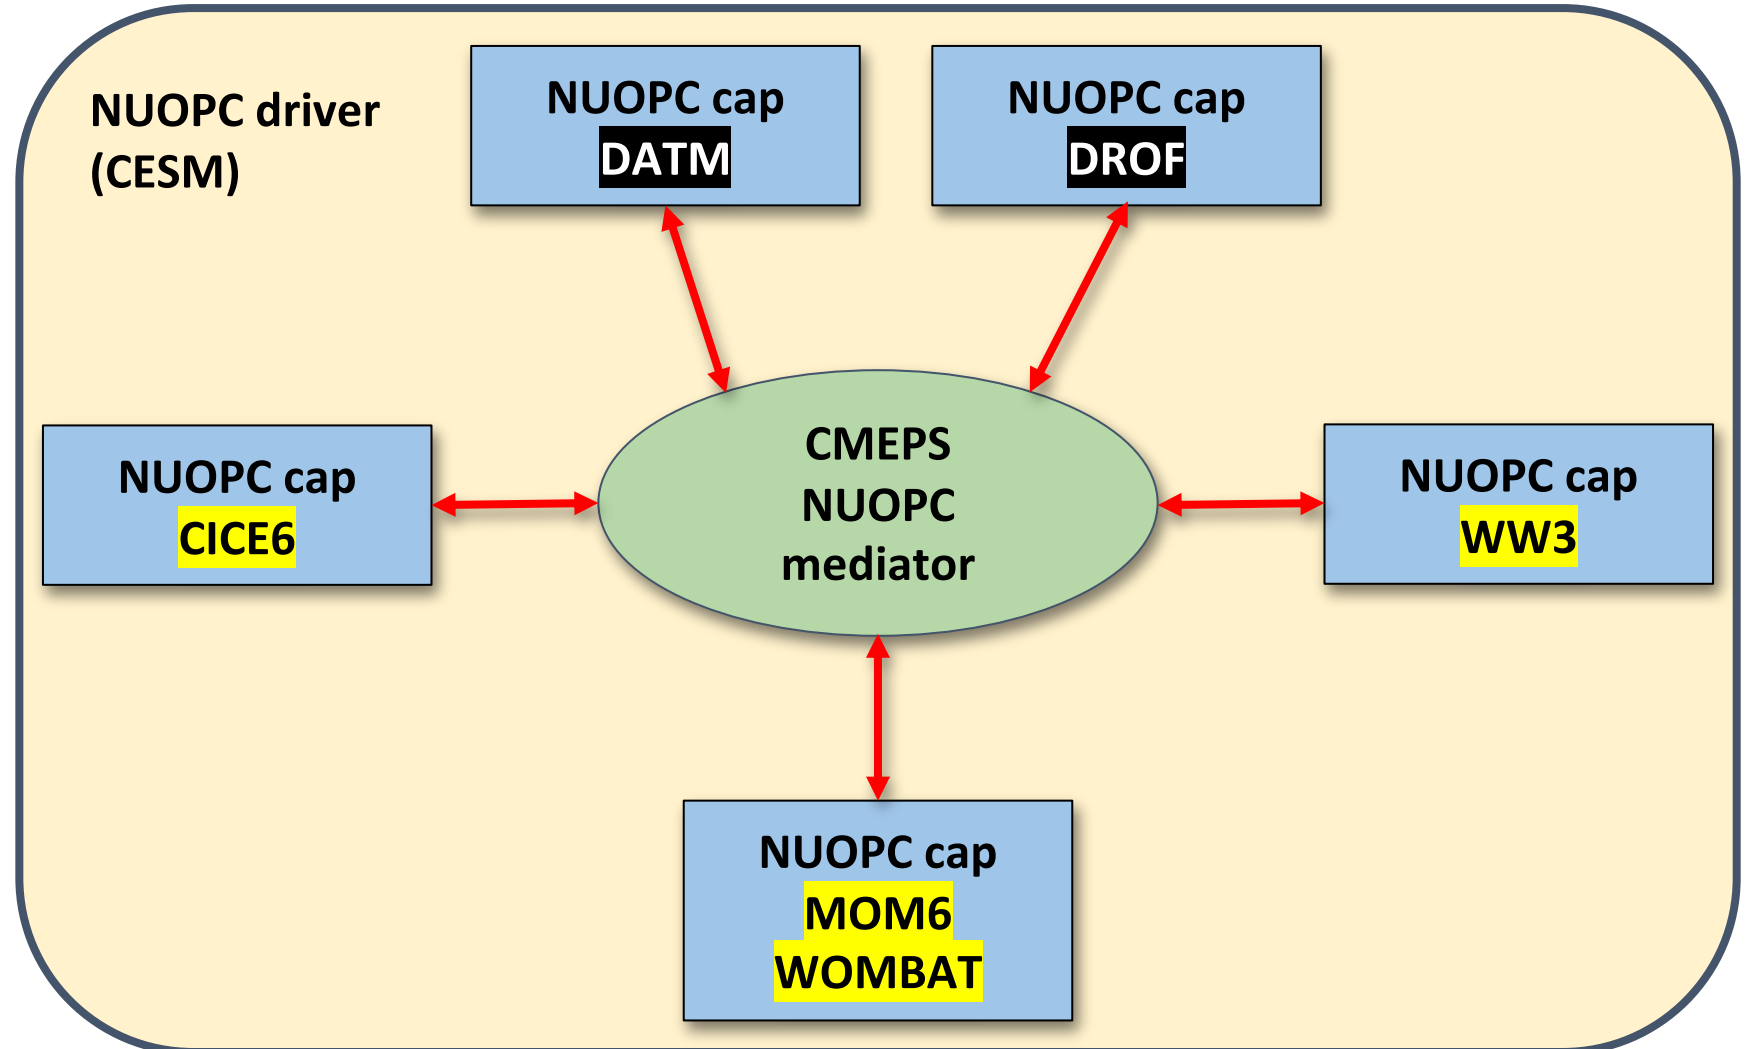 NUOPC driver
(CESM)
NUOPC cap
DATM
NUOPC cap
DROF
NUOPC cap
CICE6
CMEPS
NUOPC
mediator
NUOPC cap
WW3
NUOPC cap
MOM6
WOMBAT